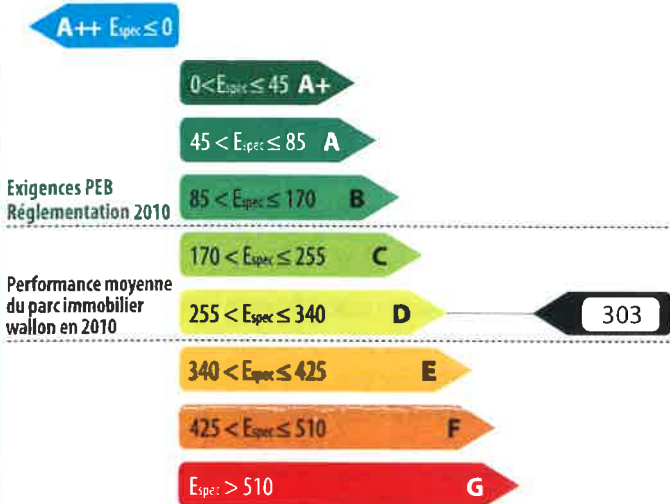 A++ Espec ≤ 0
0 < Espec ≤ 45 A+
45 < Espec ≤ 85 A
Exigences PEB
Réglementation 2010
85 < Espec ≤ 170 B
170 < Espec ≤ 255 C
Performance moyenne
du parc immobilier
wallon en 2010
255 < Espec ≤ 340 D
303
340 < Espec ≤ 425 E
425 < Espec ≤ 510 F
Espec > 510 G